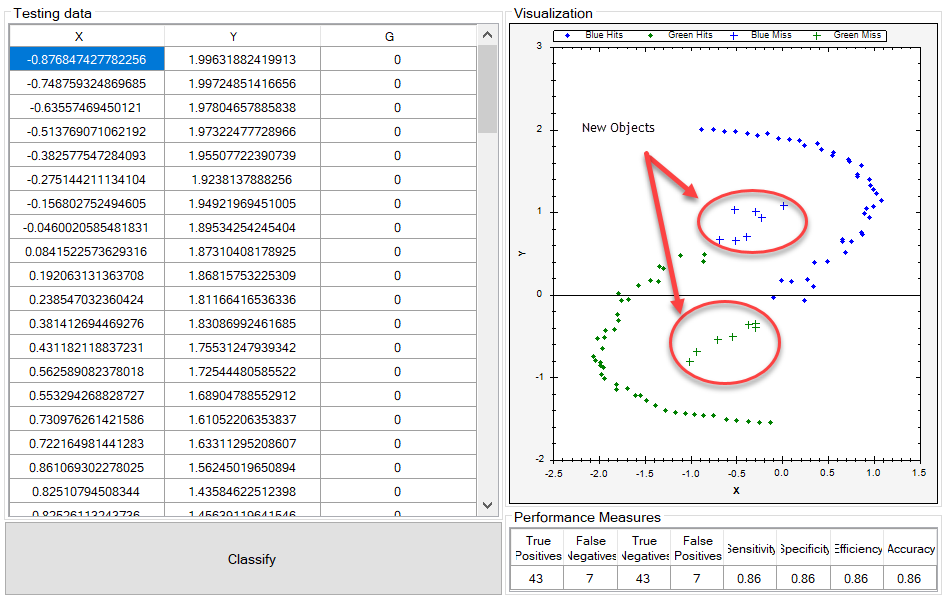 Testing data
X Y G
-0.876847427782256 1.99631882419913 0
-0.748759324869685 1.99724851416656 0
-0.63557469450121 1.97804657885838 0
-0.513769071062192 1.97322477728966 0
-0.382577547284093 1.95507722390739 0
-0.275144211134104 1.9238137888256 0
-0.156802752494605 1.94921969451005 0
-0.0460020585481831 1.89534254245404 0
0.0841522573629316 1.87310408178925 0
0.192063131363708 1.86815753225309 0
0.238547032360424 1.81166416536336 0
0.381412694469276 1.83086992461685 0
0.431182118837231 1.75531247939342 0
0.562589082378018 1.72544480585522 0
0.553294268828727 1.68904788552912 0
0.730976261421586 1.61052206353837 0
0.722164981441283 1.63311295208607 0
0.861069302278025 1.56245019650894 0
0.82510794508344 1.43584622512398 0
0.82526113243736 1.45639119641546 0
Classify
Visualization
Blue Hits Green Hits Blue Miss Green Miss
3
New Objects
2
1
Y
0
-1
-2
-2.5 -2.0 -1.5 -1.0 -0.5 0.0 0.5 1.0 1.5
X
Performance Measures
True Positives False Negatives True Negatives False Positives Sensitivity Specificity Efficiency Accuracy
43 7 43 7 0.86 0.86 0.86 0.86